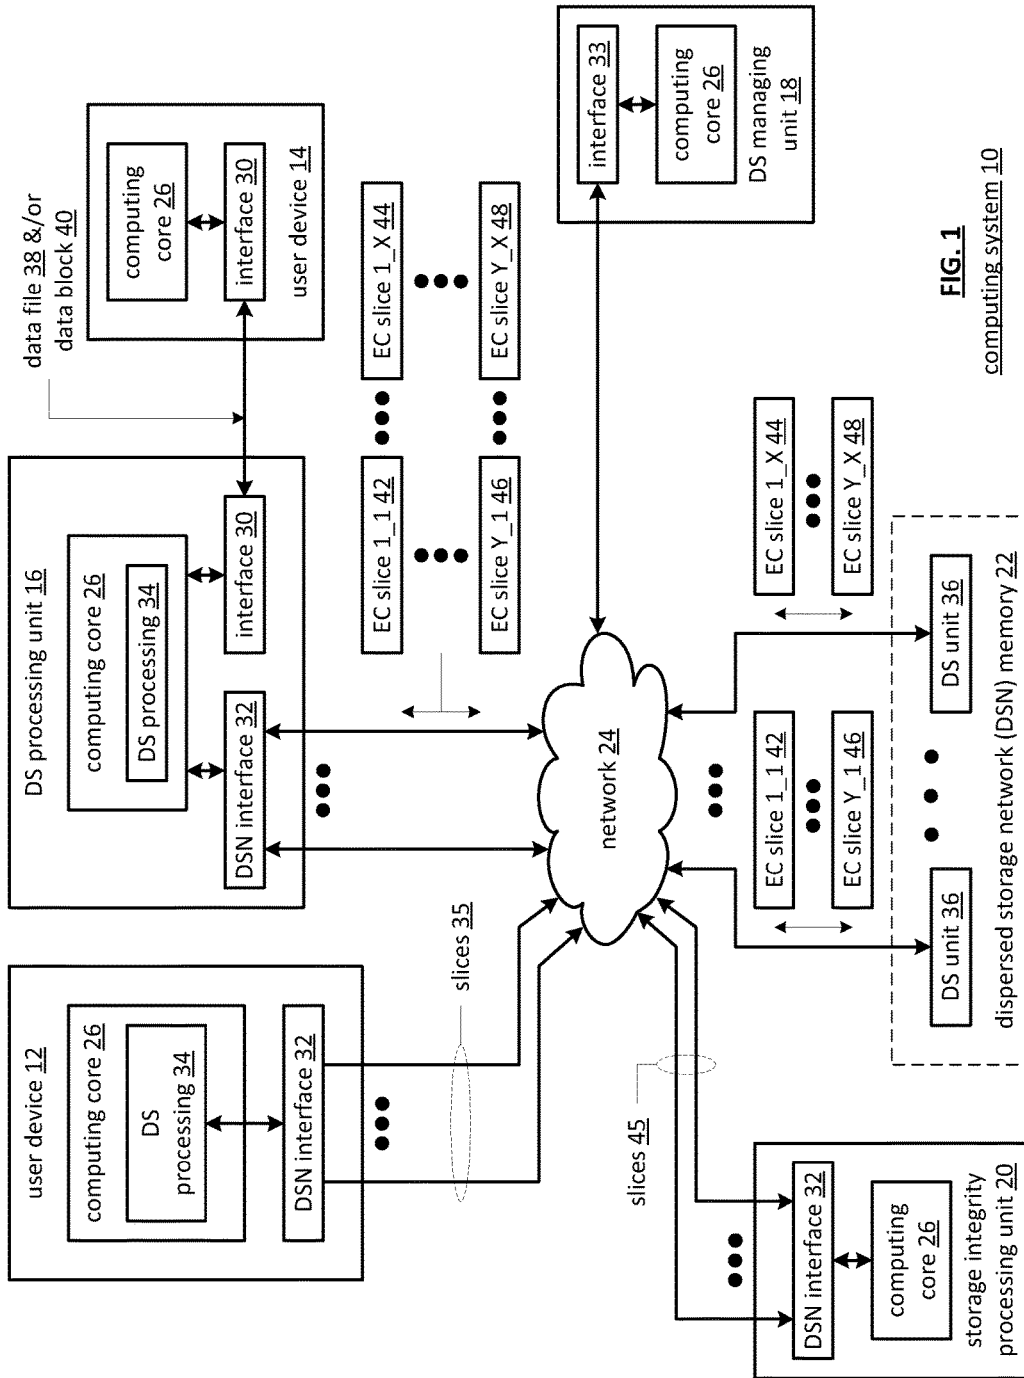 user device 12
computing core 26
DS
processing 34
DSN interface 32
slices 35
DS processing unit 16
computing core 26
DS processing 34
DSN interface 32
interface 30
data file 38 &/or
data block 40
computing
core 26
interface 30
user device 14
EC slice 1_1 42
EC slice 1_X 44
EC slice Y_1 46
EC slice Y_X 48
network 24
interface 33
computing
core 26
DS managing
unit 18
slices 45
DSN interface 32
computing
core 26
storage integrity
processing unit 20
EC slice 1_1 42
EC slice Y_1 46
EC slice 1_X 44
EC slice Y_X 48
DS unit 36
DS unit 36
dispersed storage network (DSN) memory 22
FIG. 1
computing system 10